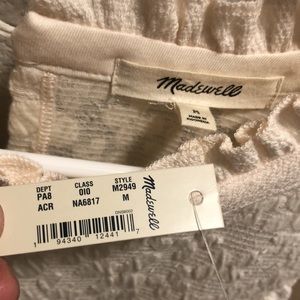 Madewell
DEPT CLASS STYLE
PA8 010 M2949
ACR NA6817 M
Madewell
1 94340 12441 7